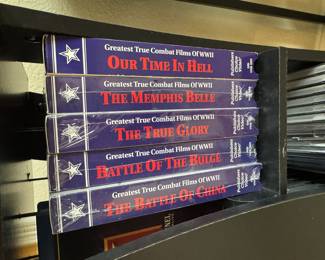 Greatest True Combat Films Of WWII
OUR TIME IN HELL
Greatest True Combat Films Of WWII
THE MEMPHIS BELLE
Greatest True Combat Films Of WWII
THE TRUE GLORY
Greatest True Combat Films Of WWII
BATTLE OF THE BULGE
Greatest True Combat Films Of WWII
THE BATTLE OF CHINA